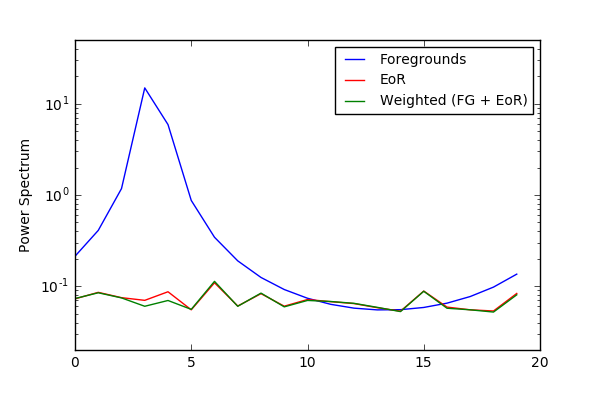 Foregrounds
EoR
Weighted (FG + EoR)
Power Spectrum
10^1
10^0
10^-1
0 5 10 15 20